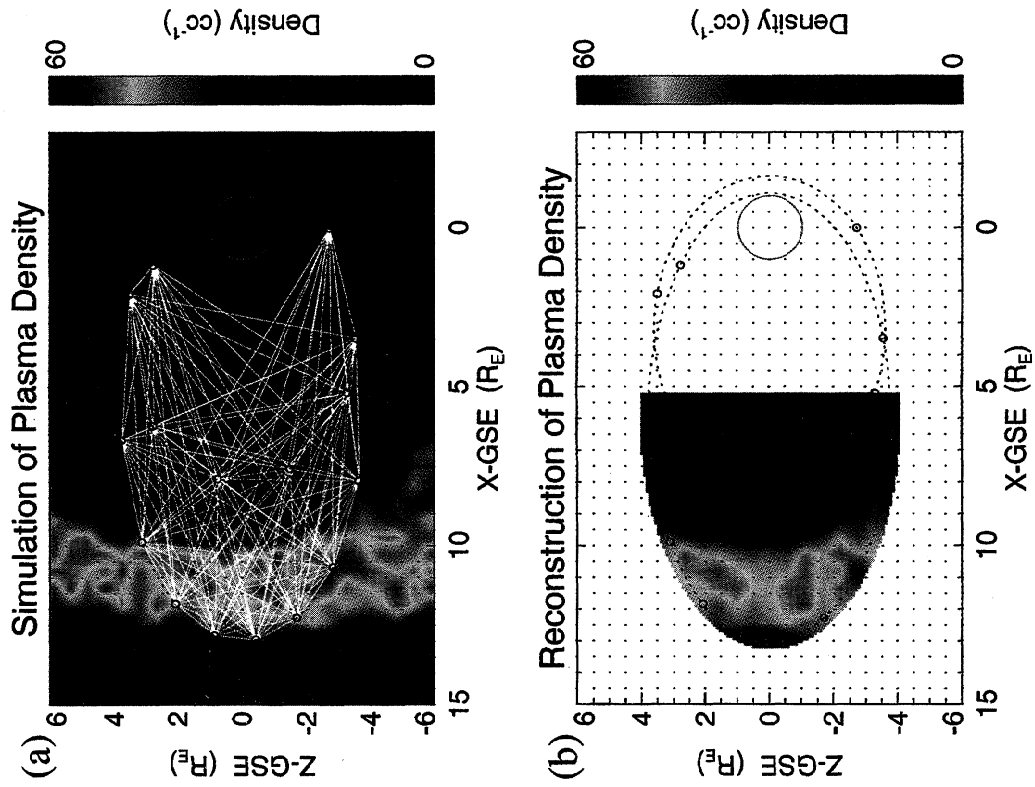 (a)
Simulation of Plasma Density
6
4
2
0
-2
-4
-6
Z-GSE (R_E)
15
10
5
0
X-GSE (R_E)
60
0
Density (cc⁻¹)
(b)
Reconstruction of Plasma Density
6
4
2
0
-2
-4
-6
Z-GSE (R_E)
15
10
5
0
X-GSE (R_E)
60
0
Density (cc⁻¹)